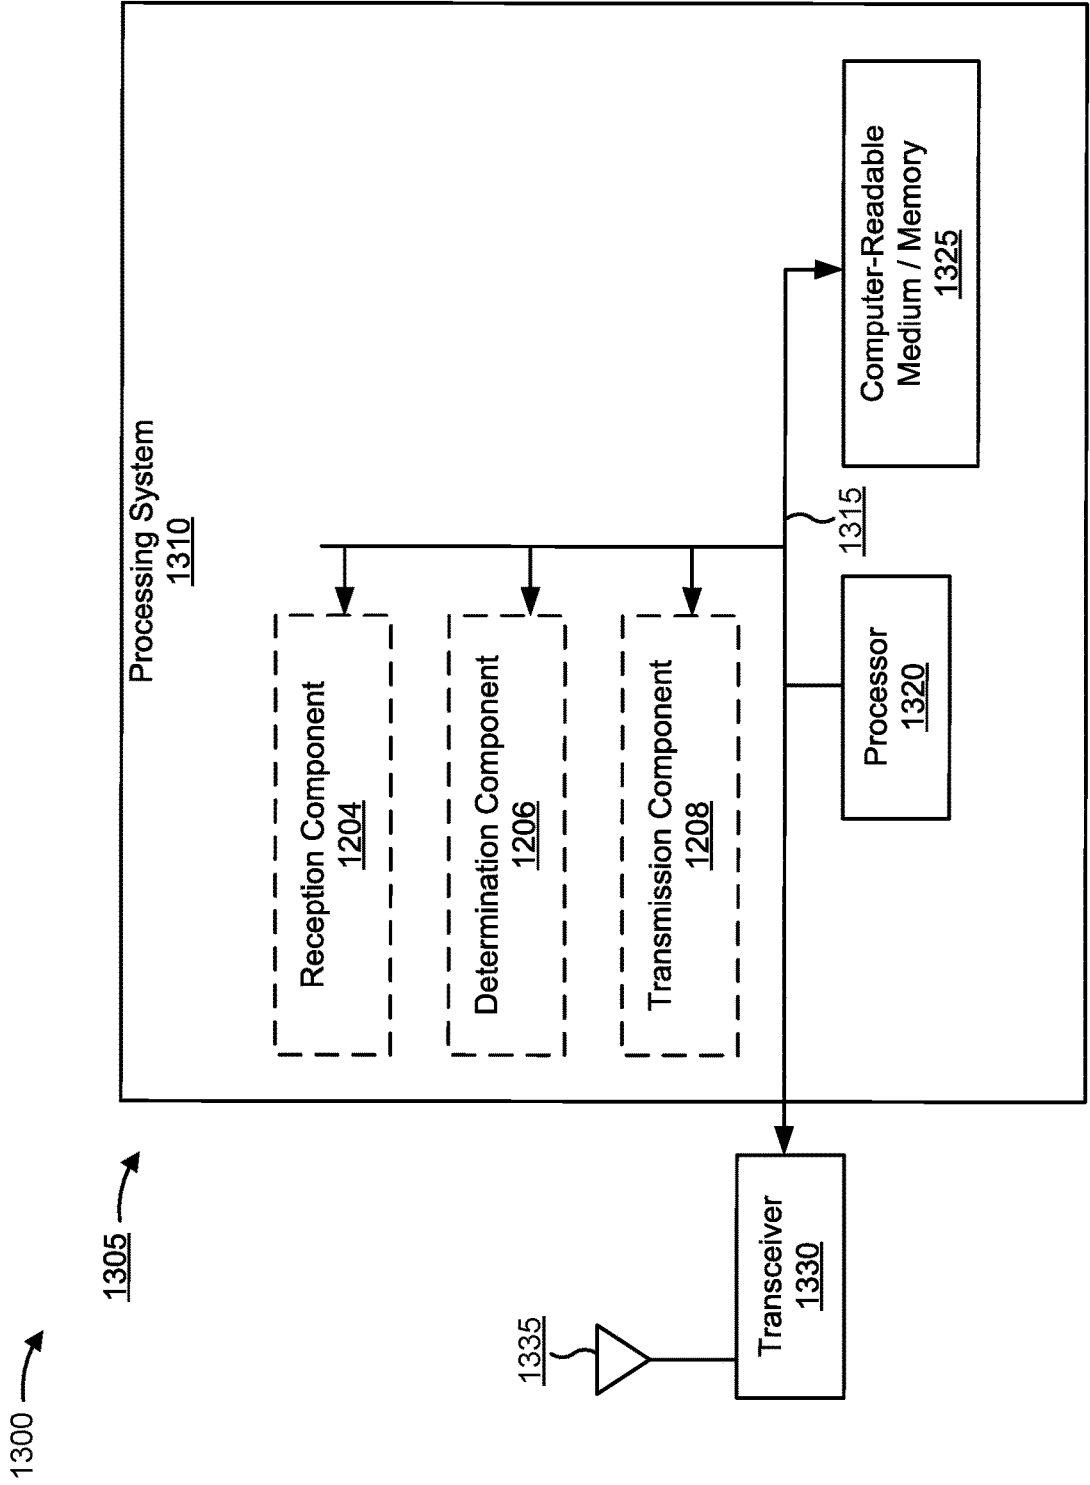 1300
1305
Processing System
1310
Reception Component
1204
Determination Component
1206
Transmission Component
1208
1315
Computer-Readable
Medium / Memory
1325
Processor
1320
1335
Transceiver
1330